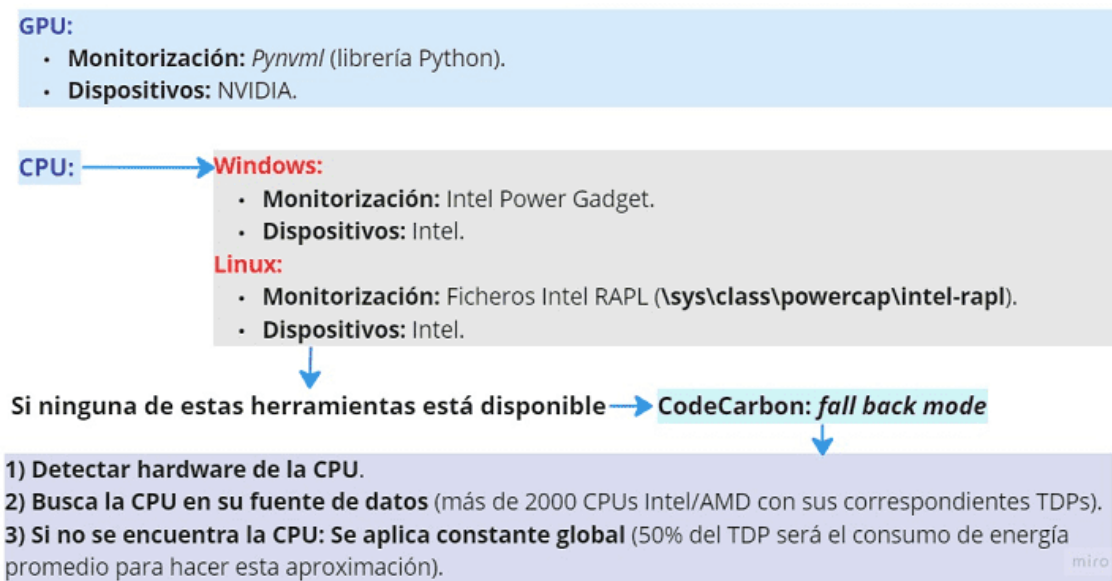 GPU:
• Monitorización: Pynvml (librería Python).
• Dispositivos: NVIDIA.
CPU:
Windows:
• Monitorización: Intel Power Gadget.
• Dispositivos: Intel.
Linux:
• Monitorización: Ficheros Intel RAPL (\sys\class\powercap\intel-rapl).
• Dispositivos: Intel.
Si ninguna de estas herramientas está disponible
CodeCarbon: fall back mode
1) Detectar hardware de la CPU.
2) Busca la CPU en su fuente de datos (más de 2000 CPUs Intel/AMD con sus correspondientes TDPs).
3) Si no se encuentra la CPU: Se aplica constante global (50% del TDP será el consumo de energía
promedio para hacer esta aproximación).
miro